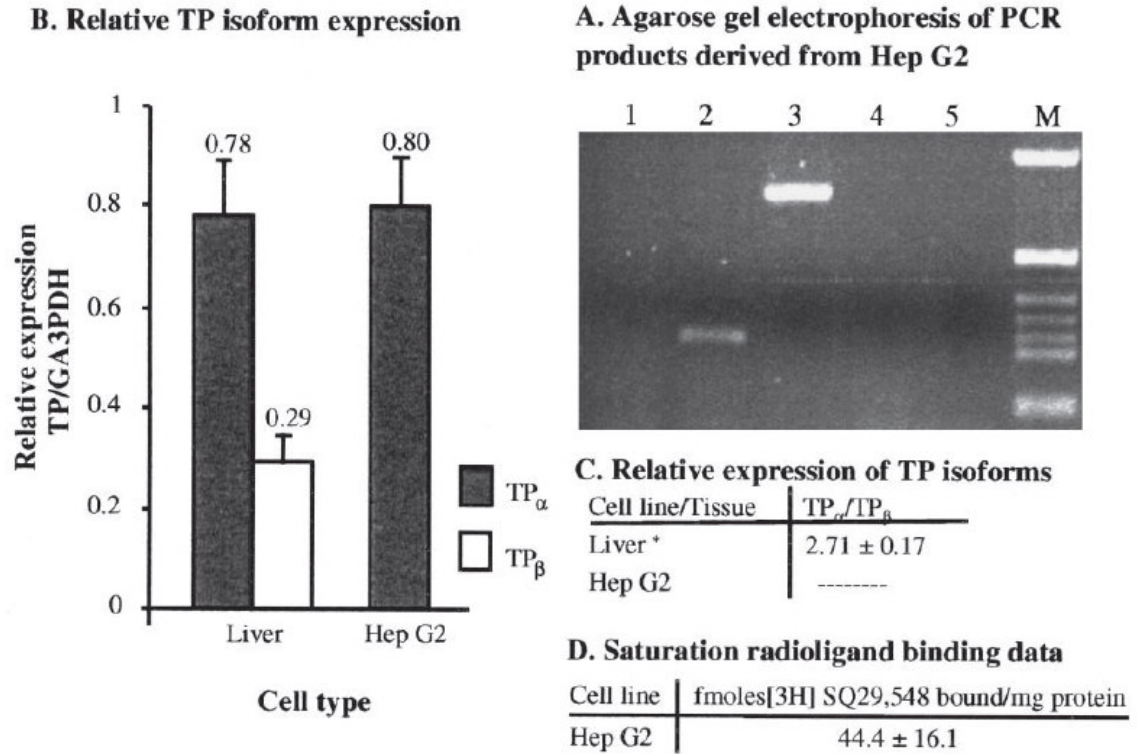 B. Relative TP isoform expression
Relative expression
TP/GA3PDH
1
0.8
0.6
0.4
0.2
0
0.78
0.29
0.80
TPα
TPβ
Liver Hep G2
Cell type
A. Agarose gel electrophoresis of PCR
products derived from Hep G2
1 2 3 4 5 M
C. Relative expression of TP isoforms
Cell line/Tissue TPα/TPβ
Liver * 2.71 ± 0.17
Hep G2 --------
D. Saturation radioligand binding data
Cell line fmoles[3H] SQ29,548 bound/mg protein
Hep G2 44.4 ± 16.1